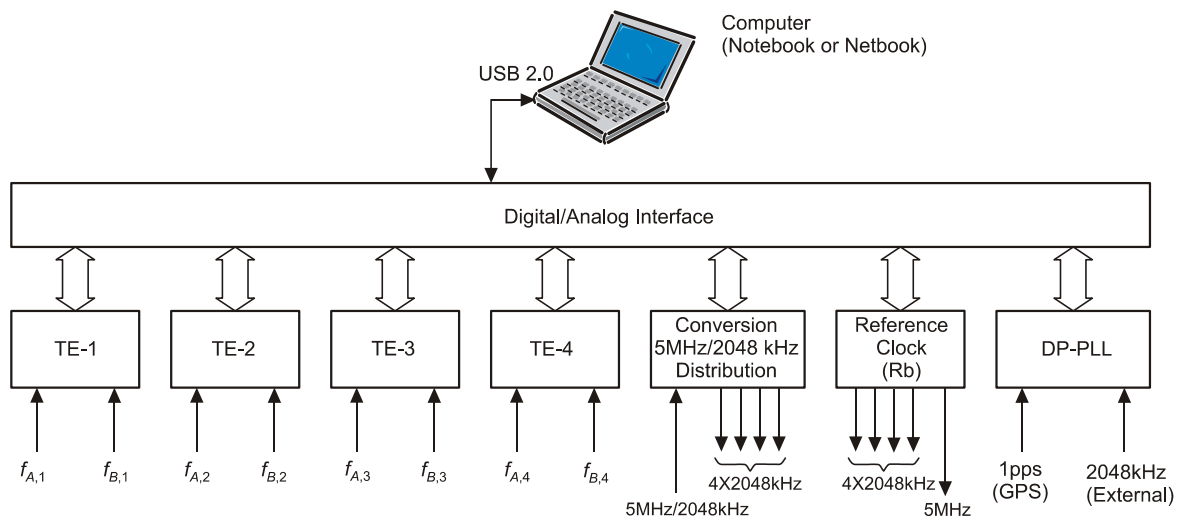 Computer
(Notebook or Netbook)
USB 2.0
Digital/Analog Interface
TE-1
TE-2
TE-3
TE-4
Conversion
5MHz/2048 kHz
Distribution
Reference
Clock
(Rb)
DP-PLL
fA,1
fB,1
fA,2
fB,2
fA,3
fB,3
fA,4
fB,4
5MHz/2048kHz
4X2048kHz
4X2048kHz
5MHz
1pps
(GPS)
2048kHz
(External)